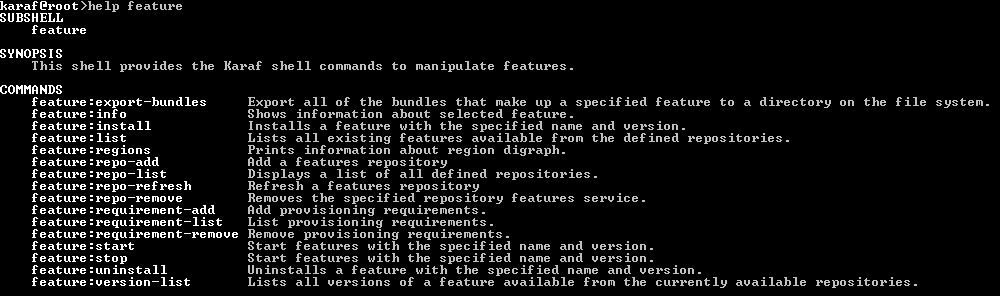 karaf@root>help feature
SUBSHELL
feature
SYNOPSIS
This shell provides the Karaf shell commands to manipulate features.
COMMANDS
feature:export-bundles Export all of the bundles that make up a specified feature to a directory on the file system.
feature:info Shows information about selected feature.
feature:install Installs a feature with the specified name and version.
feature:list Lists all existing features available from the defined repositories.
feature:regions Prints information about region digraph.
feature:repo-add Add a features repository
feature:repo-list Displays a list of all defined repositories.
feature:repo-refresh Refresh a features repository
feature:repo-remove Removes the specified repository features service.
feature:requirement-add Add provisioning requirements.
feature:requirement-list List provisioning requirements.
feature:requirement-remove Remove provisioning requirements.
feature:start Start features with the specified name and version.
feature:stop Start features with the specified name and version.
feature:uninstall Uninstalls a feature with the specified name and version.
feature:version-list Lists all versions of a feature available from the currently available repositories.